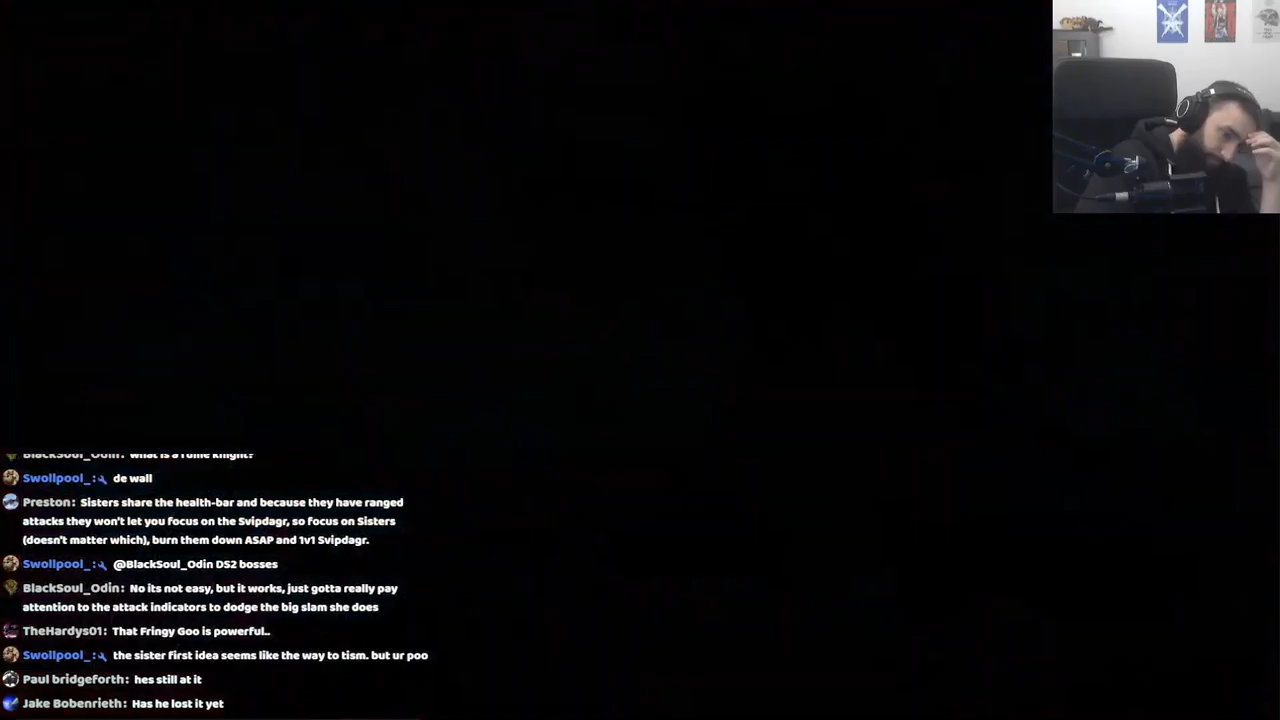 BlackSoul_Odin: what is a rome knight?
Swollpool_: de wall
Preston: Sisters share the health-bar and because they have ranged
attacks they won't let you focus on the Svipdagr, so focus on Sisters
(doesn't matter which), burn them down ASAP and 1v1 Svipdagr.
Swollpool_: @BlackSoul_Odin DS2 bosses
BlackSoul_Odin: No its not easy, but it works, just gotta really pay
attention to the attack indicators to dodge the big slam she does
TheHardys01: That Fringy Goo is powerful..
Swollpool_: the sister first idea seems like the way to tism. but ur poo
Paul bridgeforth: hes still at it
Jake Bobenrieth: Has he lost it yet